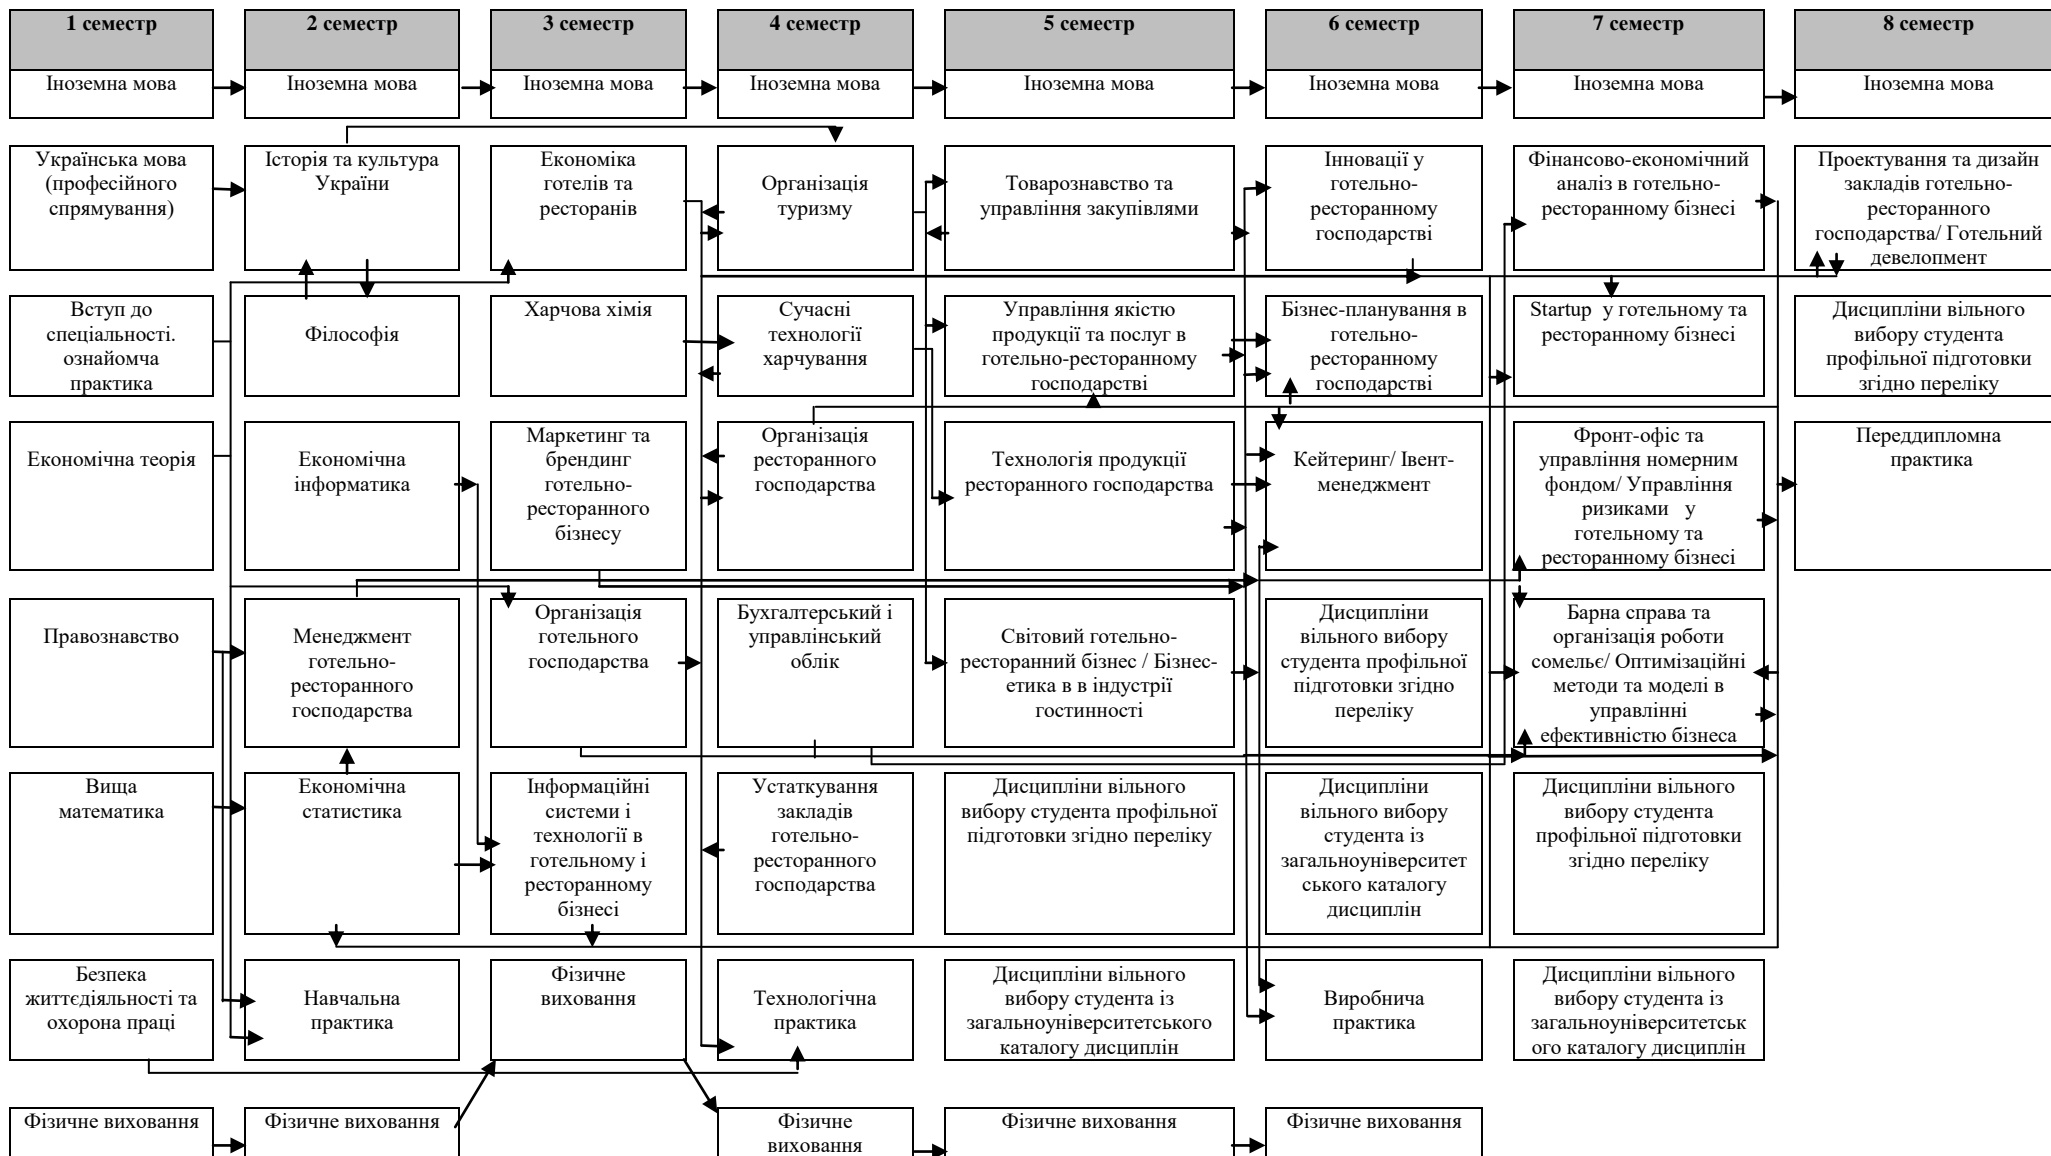 1 семестр
2 семестр
3 семестр
4 семестр
5 семестр
6 семестр
7 семестр
8 семестр
Іноземна мова
Іноземна мова
Іноземна мова
Іноземна мова
Іноземна мова
Іноземна мова
Іноземна мова
Іноземна мова
Українська мова
(професійного
спрямування)
Історія та культура
України
Економіка
готелів та
ресторанів
Організація
туризму
Товарознавство та
управління закупівлями
Інновації у
готельно-
ресторанному
господарстві
Фінансово-економічний
аналіз в готельно-
ресторанному бізнесі
Проектування та дизайн
закладів готельно-
ресторанного
господарства/ Готельний
девелопмент
Вступ до
спеціальності.
ознайомча
практика
Філософія
Харчова хімія
Сучасні
технології
харчування
Управління якістю
продукції та послуг в
готельно-ресторанному
господарстві
Бізнес-планування в
готельно-
ресторанному
господарстві
Startup у готельному та
ресторанному бізнесі
Дисципліни вільного
вибору студента
профільної підготовки
згідно переліку
Економічна теорія
Економічна
інформатика
Маркетинг та
брендинг
готельно-
ресторанного
бізнесу
Організація
ресторанного
господарства
Технологія продукції
ресторанного господарства
Кейтеринг/ Івент-
менеджмент
Фронт-офіс та
управління номерним
фондом/ Управління
ризиками у
готельному та
ресторанному бізнесі
Переддипломна
практика
Правознавство
Менеджмент
готельно-
ресторанного
господарства
Організація
готельного
господарства
Бухгалтерський і
управлінський
облік
Світовий готельно-
ресторанний бізнес / Бізнес-
етика в в індустрії
гостинності
Дисципліни
вільного вибору
студента профільної
підготовки згідно
переліку
Барна справа та
організація роботи
сомельє/ Оптимізаційні
методи та моделі в
управлінні
ефективністю бізнеса
Вища
математика
Економічна
статистика
Інформаційні
системи і
технології в
готельному і
ресторанному
бізнесі
Устаткування
закладів
готельно-
ресторанного
господарства
Дисципліни вільного
вибору студента профільної
підготовки згідно переліку
Дисципліни
вільного вибору
студента із
загальноуніверситет
ського каталогу
дисциплін
Дисципліни вільного
вибору студента
профільної підготовки
згідно переліку
Безпека
життєдіяльності та
охорона праці
Навчальна
практика
Фізичне
виховання
Технологічна
практика
Дисципліни вільного
вибору студента із
загальноуніверситетського
каталогу дисциплін
Виробнича
практика
Дисципліни вільного
вибору студента із
загальноуніверситетськ
ого каталогу дисциплін
Фізичне виховання
Фізичне виховання
Фізичне
виховання
Фізичне виховання
Фізичне виховання